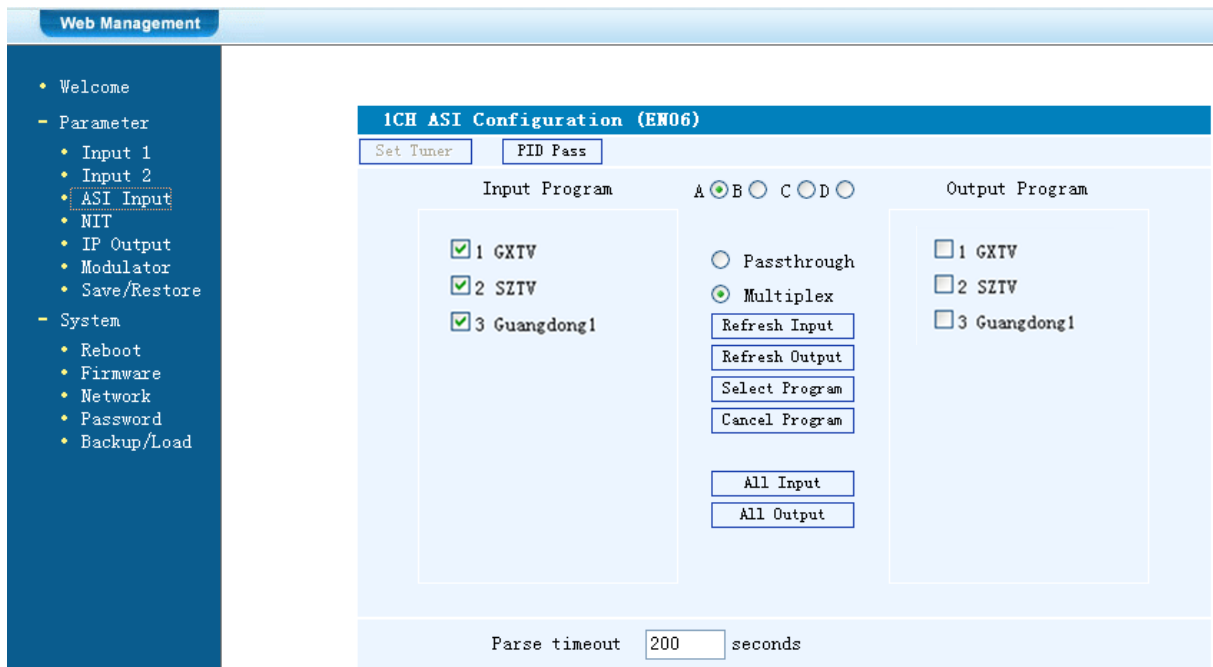 Web Management
Welcome
Parameter
Input 1
Input 2
ASI Input
NIT
IP Output
Modulator
Save/Restore
System
Reboot
Firmware
Network
Password
Backup/Load
1CH ASI Configuration (EN06)
Set Tuner PID Pass
Input Program A B C D Output Program
1 GXTV
2 SZTV
3 Guangdong1
Passthrough
Multiplex
Refresh Input
Refresh Output
Select Program
Cancel Program
All Input
All Output
1 GXTV
2 SZTV
3 Guangdong1
Parse timeout 200 seconds